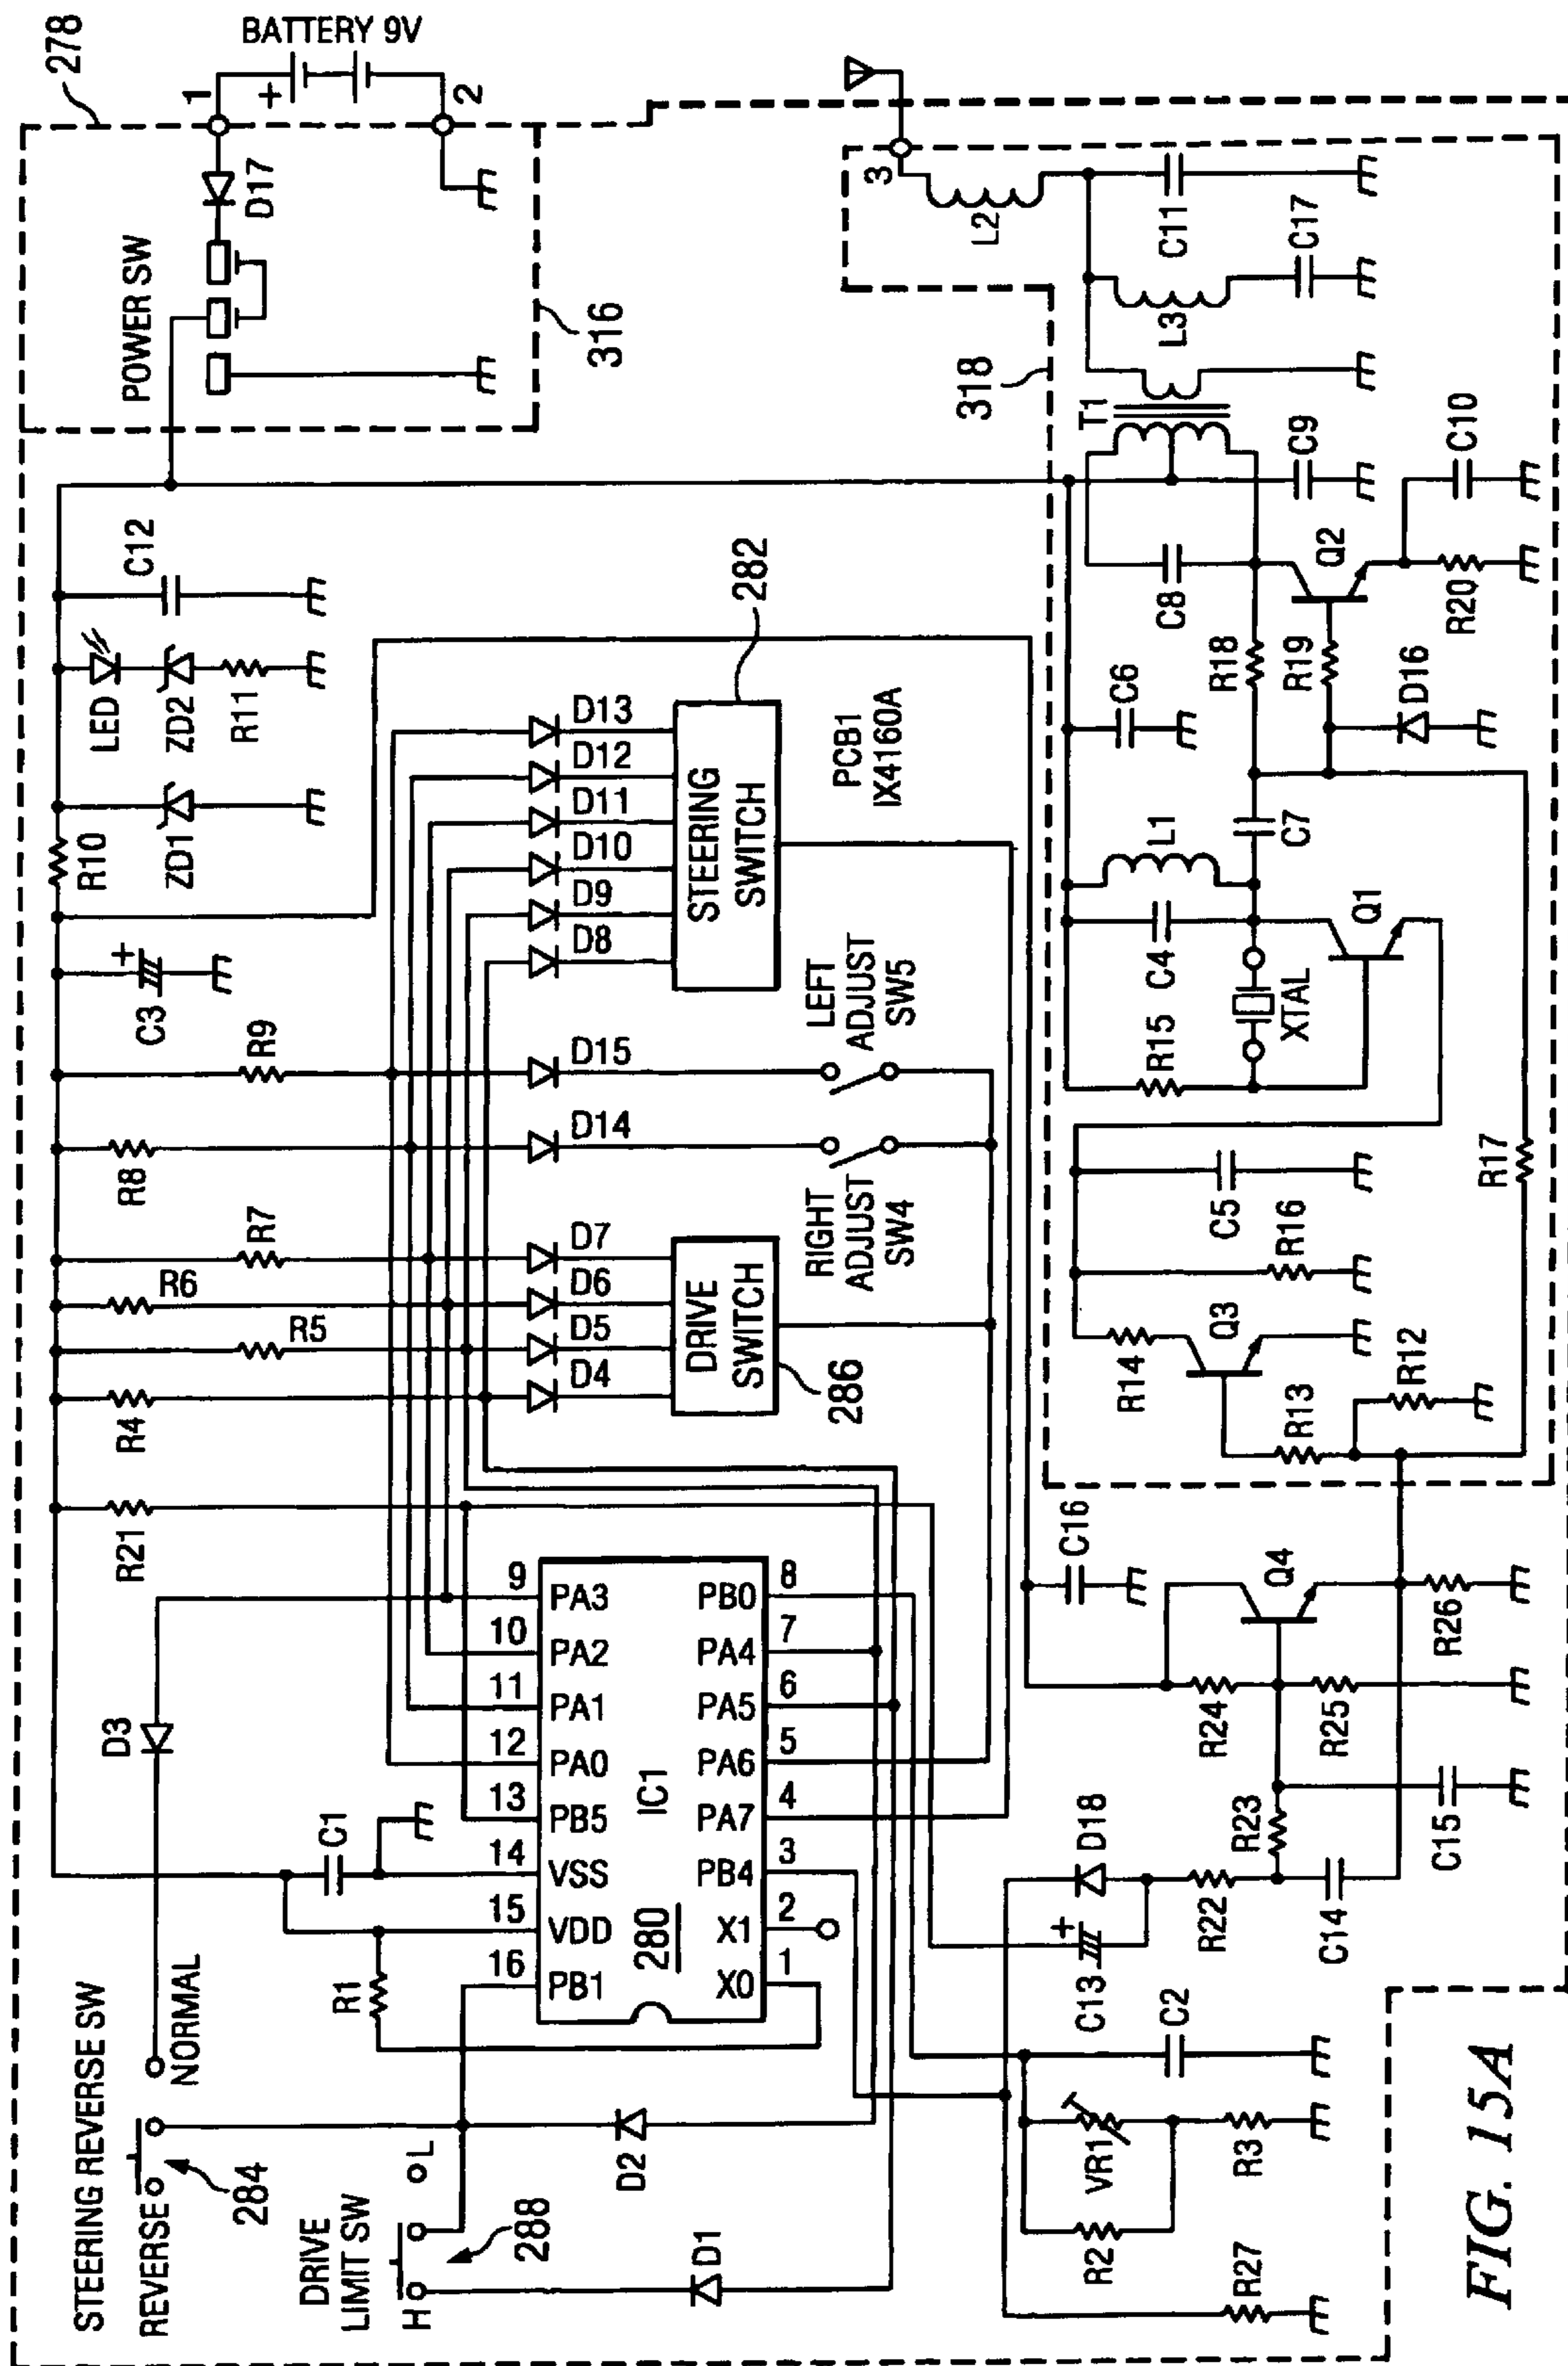 278
BATTERY 9V
1
+
2
D17
POWER SW
316
STEERING REVERSE SW
REVERSE
NORMAL
284
DRIVE
LIMIT SW
H
L
288
D3
R21
R4
R5
R6
R7
R8
R9
C3
+
R10
ZD1
LED
ZD2
R11
C12
R1
C1
16
15
14
13
12
11
10
9
PB1
VDD
VSS
PB5
PA0
PA1
PA2
PA3
280
IC1
X0
X1
PB4
PA7
PA6
PA5
PA4
PB0
1
2
3
4
5
6
7
8
D4
D5
D6
D7
DRIVE
SWITCH
286
D14
D15
RIGHT
ADJUST
SW4
LEFT
ADJUST
SW5
D8
D9
D10
D11
D12
D13
STEERING
SWITCH
282
PCB1
IX4160A
D1
D2
R27
R2
VR1
R3
C2
C13
+
D18
R22
C14
R23
C15
R24
R25
Q4
R26
C16
318
3
L2
C11
L3
C17
T1
C9
C10
C8
Q2
R20
R18
R19
D16
C6
L1
C7
C4
Q1
R15
XTAL
C5
R16
R17
R14
Q3
R13
R12
FIG. 15A